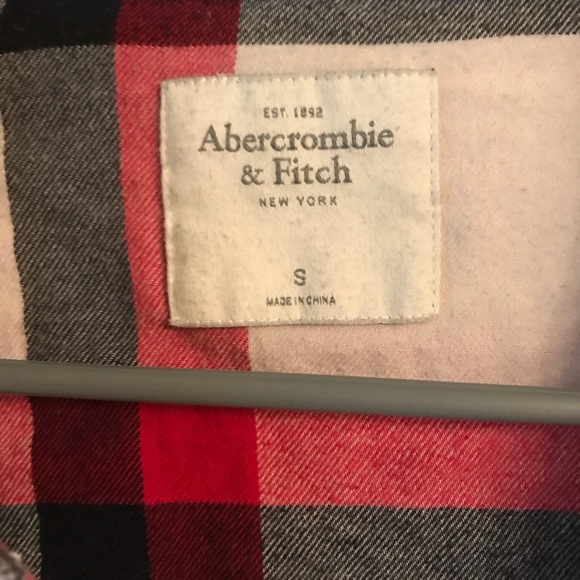 EST. 1892
Abercrombie
& Fitch
NEW YORK
S
MADE IN CHINA